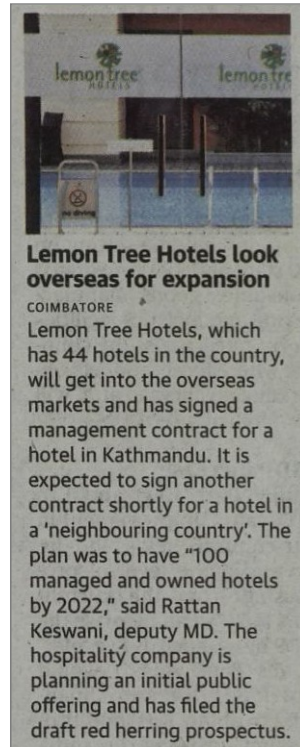 lemon tree
HOTELS
lemon tre
HOTELS
no diving
Lemon Tree Hotels look
overseas for expansion
COIMBATORE
Lemon Tree Hotels, which
has 44 hotels in the country,
will get into the overseas
markets and has signed a
management contract for a
hotel in Kathmandu. It is
expected to sign another
contract shortly for a hotel in
a ‘neighbouring country’. The
plan was to have “100
managed and owned hotels
by 2022,” said Rattan
Keswani, deputy MD. The
hospitality company is
planning an initial public
offering and has filed the
draft red herring prospectus.